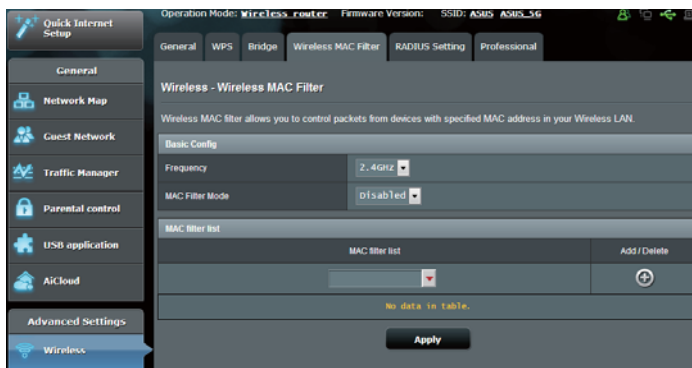 Quick Internet
Setup
Operation Mode: Wireless router Firmware Version: SSID: ASUS ASUS_5G
General WPS Bridge Wireless MAC Filter RADIUS Setting Professional
General
Network Map
Guest Network
Traffic Manager
Parental control
USB application
AiCloud
Advanced Settings
Wireless
Wireless - Wireless MAC Filter
Wireless MAC filter allows you to control packets from devices with specified MAC address in your Wireless LAN.
Basic Config
Frequency 2.4GHz
MAC Filter Mode Disabled
MAC filter list
MAC filter list Add / Delete
No data in table.
Apply